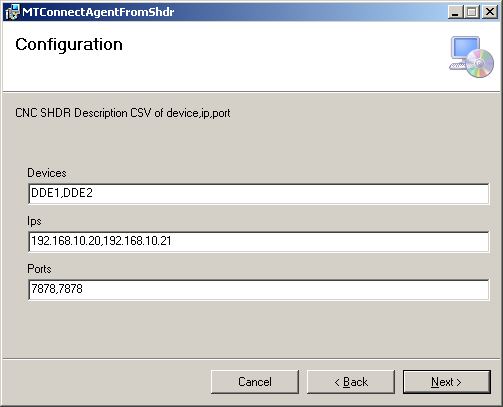 MTConnectAgentFromShdr
Configuration
CNC SHDR Description CSV of device,ip,port
Devices
DDE1,DDE2
Ips
192.168.10.20,192.168.10.21
Ports
7878,7878
Cancel
< Back
Next >